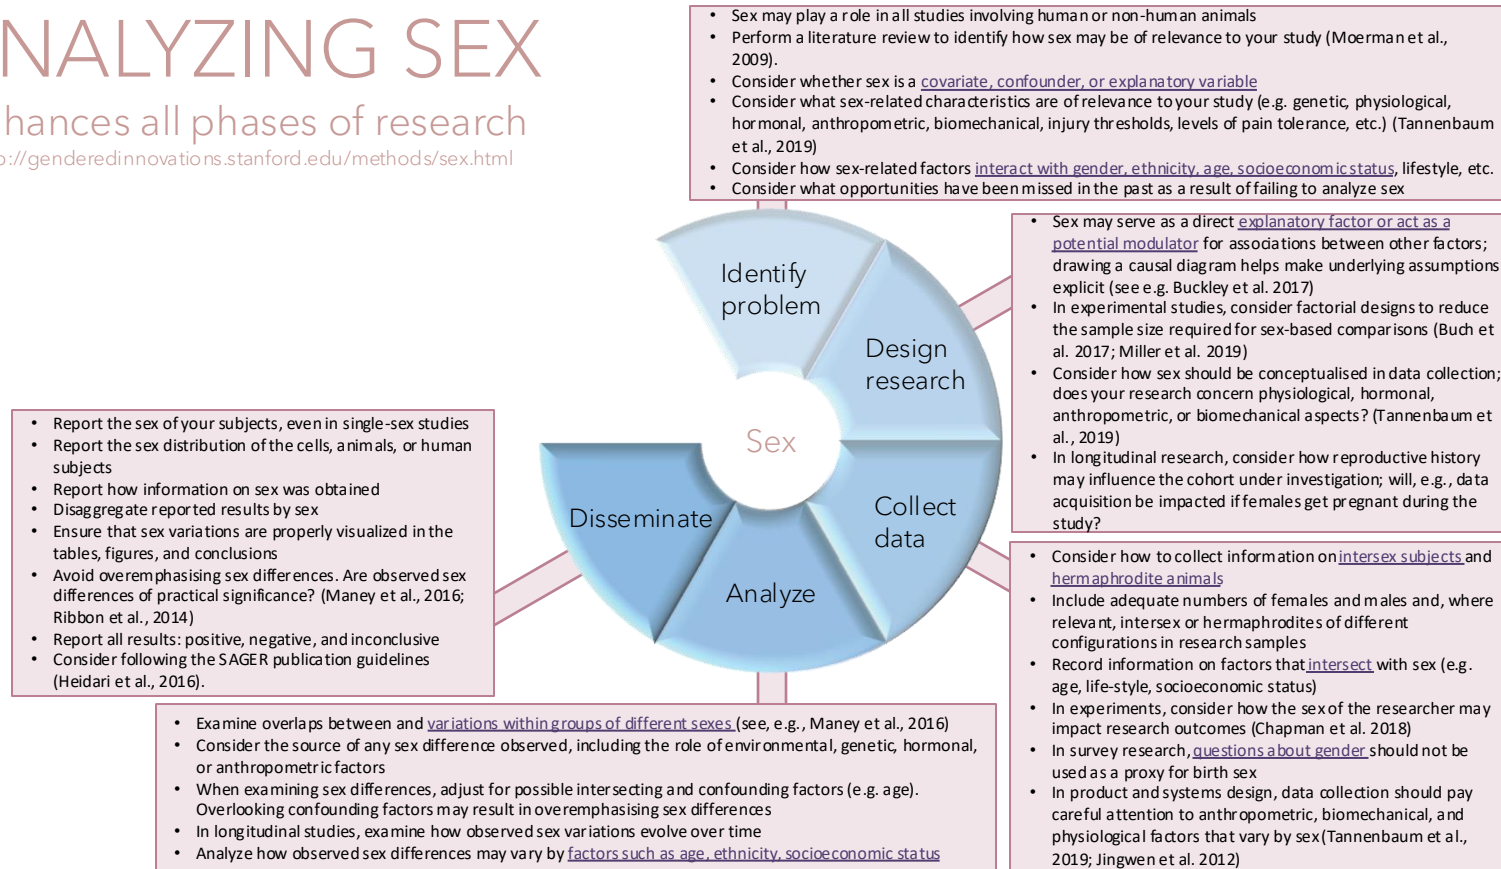 NALYZING SEX
hances all phases of research
p://genderedinnovations.stanford.edu/methods/sex.html
• Sex may play a role in all studies involving human or non-human animals
• Perform a literature review to identify how sex may be of relevance to your study (Moerman et al.,
2009).
• Consider whether sex is a covariate, confounder, or explanatory variable
• Consider what sex-related characteristics are of relevance to your study (e.g. genetic, physiological,
hormonal, anthropometric, biomechanical, injury thresholds, levels of pain tolerance, etc.) (Tannenbaum
et al., 2019)
• Consider how sex-related factors interact with gender, ethnicity, age, socioeconomic status, lifestyle, etc.
• Consider what opportunities have been missed in the past as a result of failing to analyze sex
Identify
problem
Design
research
Collect
data
Analyze
Disseminate
Sex
• Sex may serve as a direct explanatory factor or act as a
potential modulator for associations between other factors;
drawing a causal diagram helps make underlying assumptions
explicit (see e.g. Buckley et al. 2017)
• In experimental studies, consider factorial designs to reduce
the sample size required for sex-based comparisons (Buch et
al. 2017; Miller et al. 2019)
• Consider how sex should be conceptualised in data collection;
does your research concern physiological, hormonal,
anthropometric, or biomechanical aspects? (Tannenbaum et
al., 2019)
• In longitudinal research, consider how reproductive history
may influence the cohort under investigation; will, e.g., data
acquisition be impacted if females get pregnant during the
study?
• Consider how to collect information on intersex subjects and
hermaphrodite animals
• Include adequate numbers of females and males and, where
relevant, intersex or hermaphrodites of different
configurations in research samples
• Record information on factors that intersect with sex (e.g.
age, life-style, socioeconomic status)
• In experiments, consider how the sex of the researcher may
impact research outcomes (Chapman et al. 2018)
• In survey research, questions about gender should not be
used as a proxy for birth sex
• In product and systems design, data collection should pay
careful attention to anthropometric, biomechanical, and
physiological factors that vary by sex (Tannenbaum et al.,
2019; Jingwen et al. 2012)
• Examine overlaps between and variations within groups of different sexes (see, e.g., Maney et al., 2016)
• Consider the source of any sex difference observed, including the role of environmental, genetic, hormonal,
or anthropometric factors
• When examining sex differences, adjust for possible intersecting and confounding factors (e.g. age).
Overlooking confounding factors may result in overemphasising sex differences
• In longitudinal studies, examine how observed sex variations evolve over time
• Analyze how observed sex differences may vary by factors such as age, ethnicity, socioeconomic status
• Report the sex of your subjects, even in single-sex studies
• Report the sex distribution of the cells, animals, or human
subjects
• Report how information on sex was obtained
• Disaggregate reported results by sex
• Ensure that sex variations are properly visualized in the
tables, figures, and conclusions
• Avoid overemphasising sex differences. Are observed sex
differences of practical significance? (Maney et al., 2016;
Ribbon et al., 2014)
• Report all results: positive, negative, and inconclusive
• Consider following the SAGER publication guidelines
(Heidari et al., 2016).